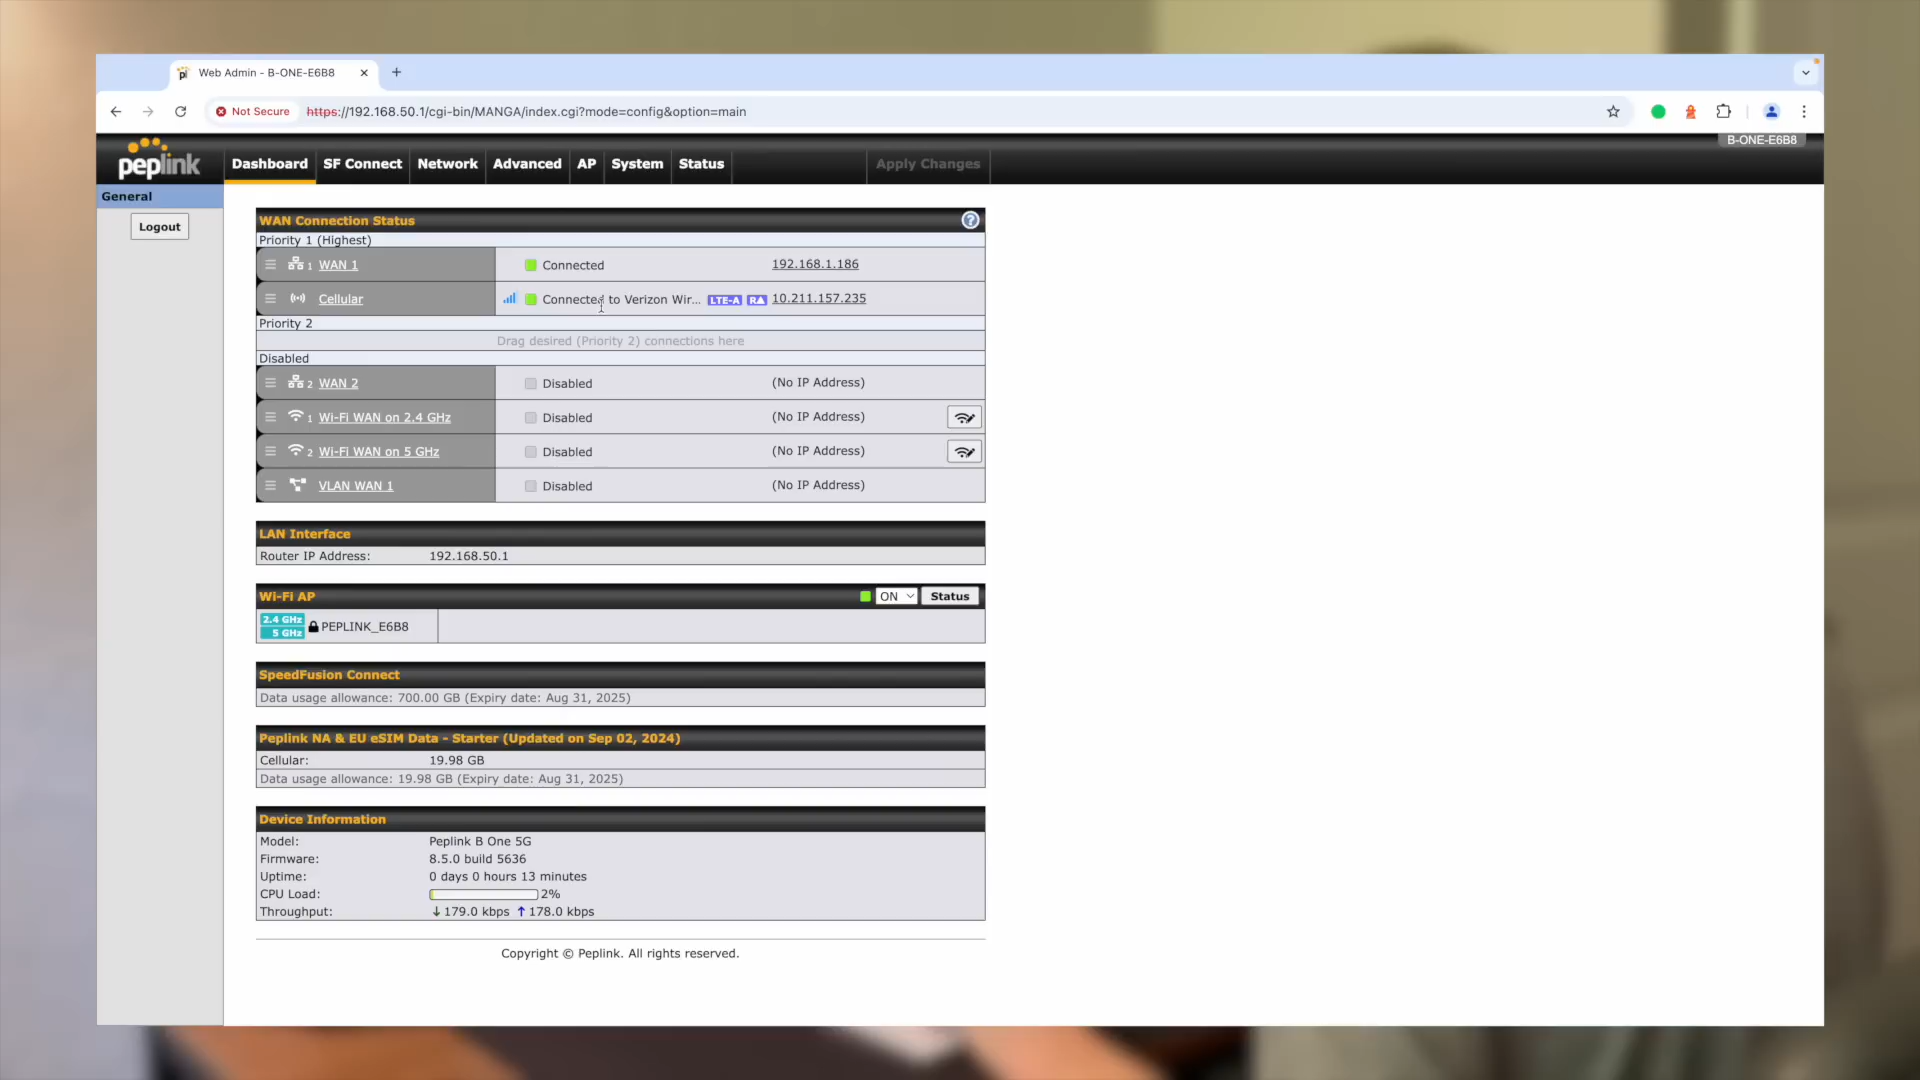 Web Admin - B-ONE-E6B8
Not Secure https://192.168.50.1/cgi-bin/MANGA/index.cgi?mode=config&option=main
B-ONE-E6B8
peplink Dashboard SF Connect Network Advanced AP System Status Apply Changes
General
Logout
WAN Connection Status ?
Priority 1 (Highest)
1 WAN 1 Connected 192.168.1.186
Cellular Connected to Verizon Wir... LTE-A RA 10.211.157.235
Priority 2
Drag desired (Priority 2) connections here
Disabled
2 WAN 2 Disabled (No IP Address)
1 Wi-Fi WAN on 2.4 GHz Disabled (No IP Address)
2 Wi-Fi WAN on 5 GHz Disabled (No IP Address)
VLAN WAN 1 Disabled (No IP Address)
LAN Interface
Router IP Address: 192.168.50.1
Wi-Fi AP ON Status
2.4 GHz
5 GHz PEPLINK_E6B8
SpeedFusion Connect
Data usage allowance: 700.00 GB (Expiry date: Aug 31, 2025)
Peplink NA & EU eSIM Data - Starter (Updated on Sep 02, 2024)
Cellular: 19.98 GB
Data usage allowance: 19.98 GB (Expiry date: Aug 31, 2025)
Device Information
Model: Peplink B One 5G
Firmware: 8.5.0 build 5636
Uptime: 0 days 0 hours 13 minutes
CPU Load: 2%
Throughput: ↓179.0 kbps ↑178.0 kbps
Copyright © Peplink. All rights reserved.